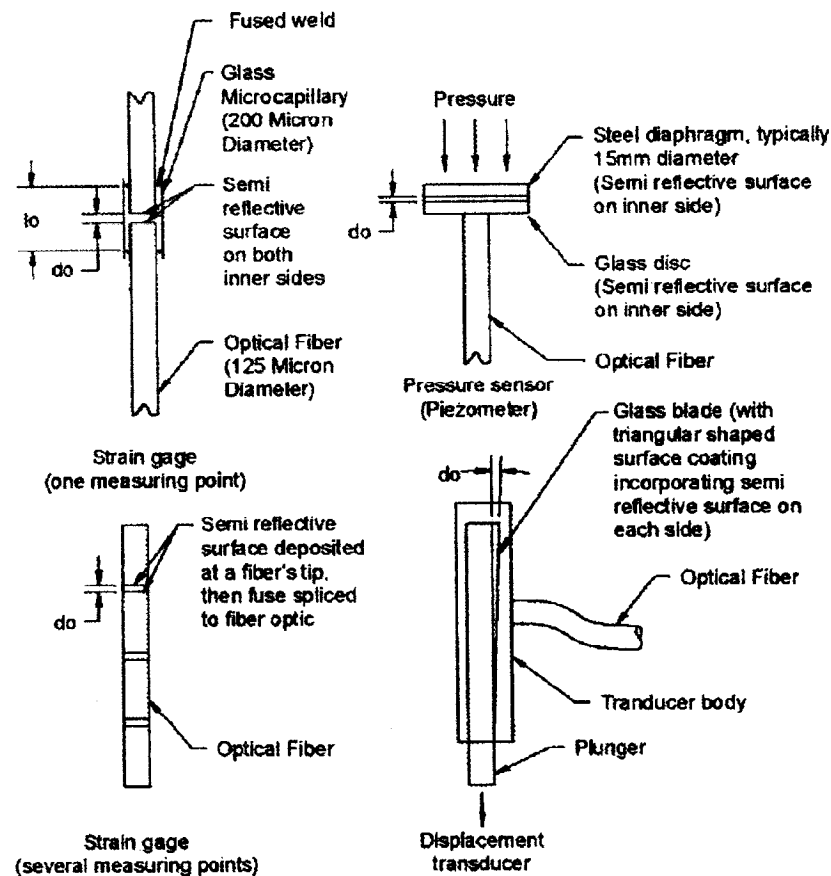 Fused weld
Glass
Microcapillary
(200 Micron
Diameter)
Semi
reflective
surface
on both
inner sides
lo
do
Optical Fiber
(125 Micron
Diameter)
Strain gage
(one measuring point)
Pressure
Steel diaphragm, typically
15mm diameter
(Semi reflective surface
on inner side)
do
Glass disc
(Semi reflective surface
on inner side)
Optical Fiber
Pressure sensor
(Piezometer)
Semi reflective
surface deposited
at a fiber's tip,
then fuse spliced
to fiber optic
do
Optical Fiber
Strain gage
(several measuring points)
Glass blade (with
triangular shaped
surface coating
incorporating semi
reflective surface on
each side)
do
Optical Fiber
Tranducer body
Plunger
Displacement
transducer